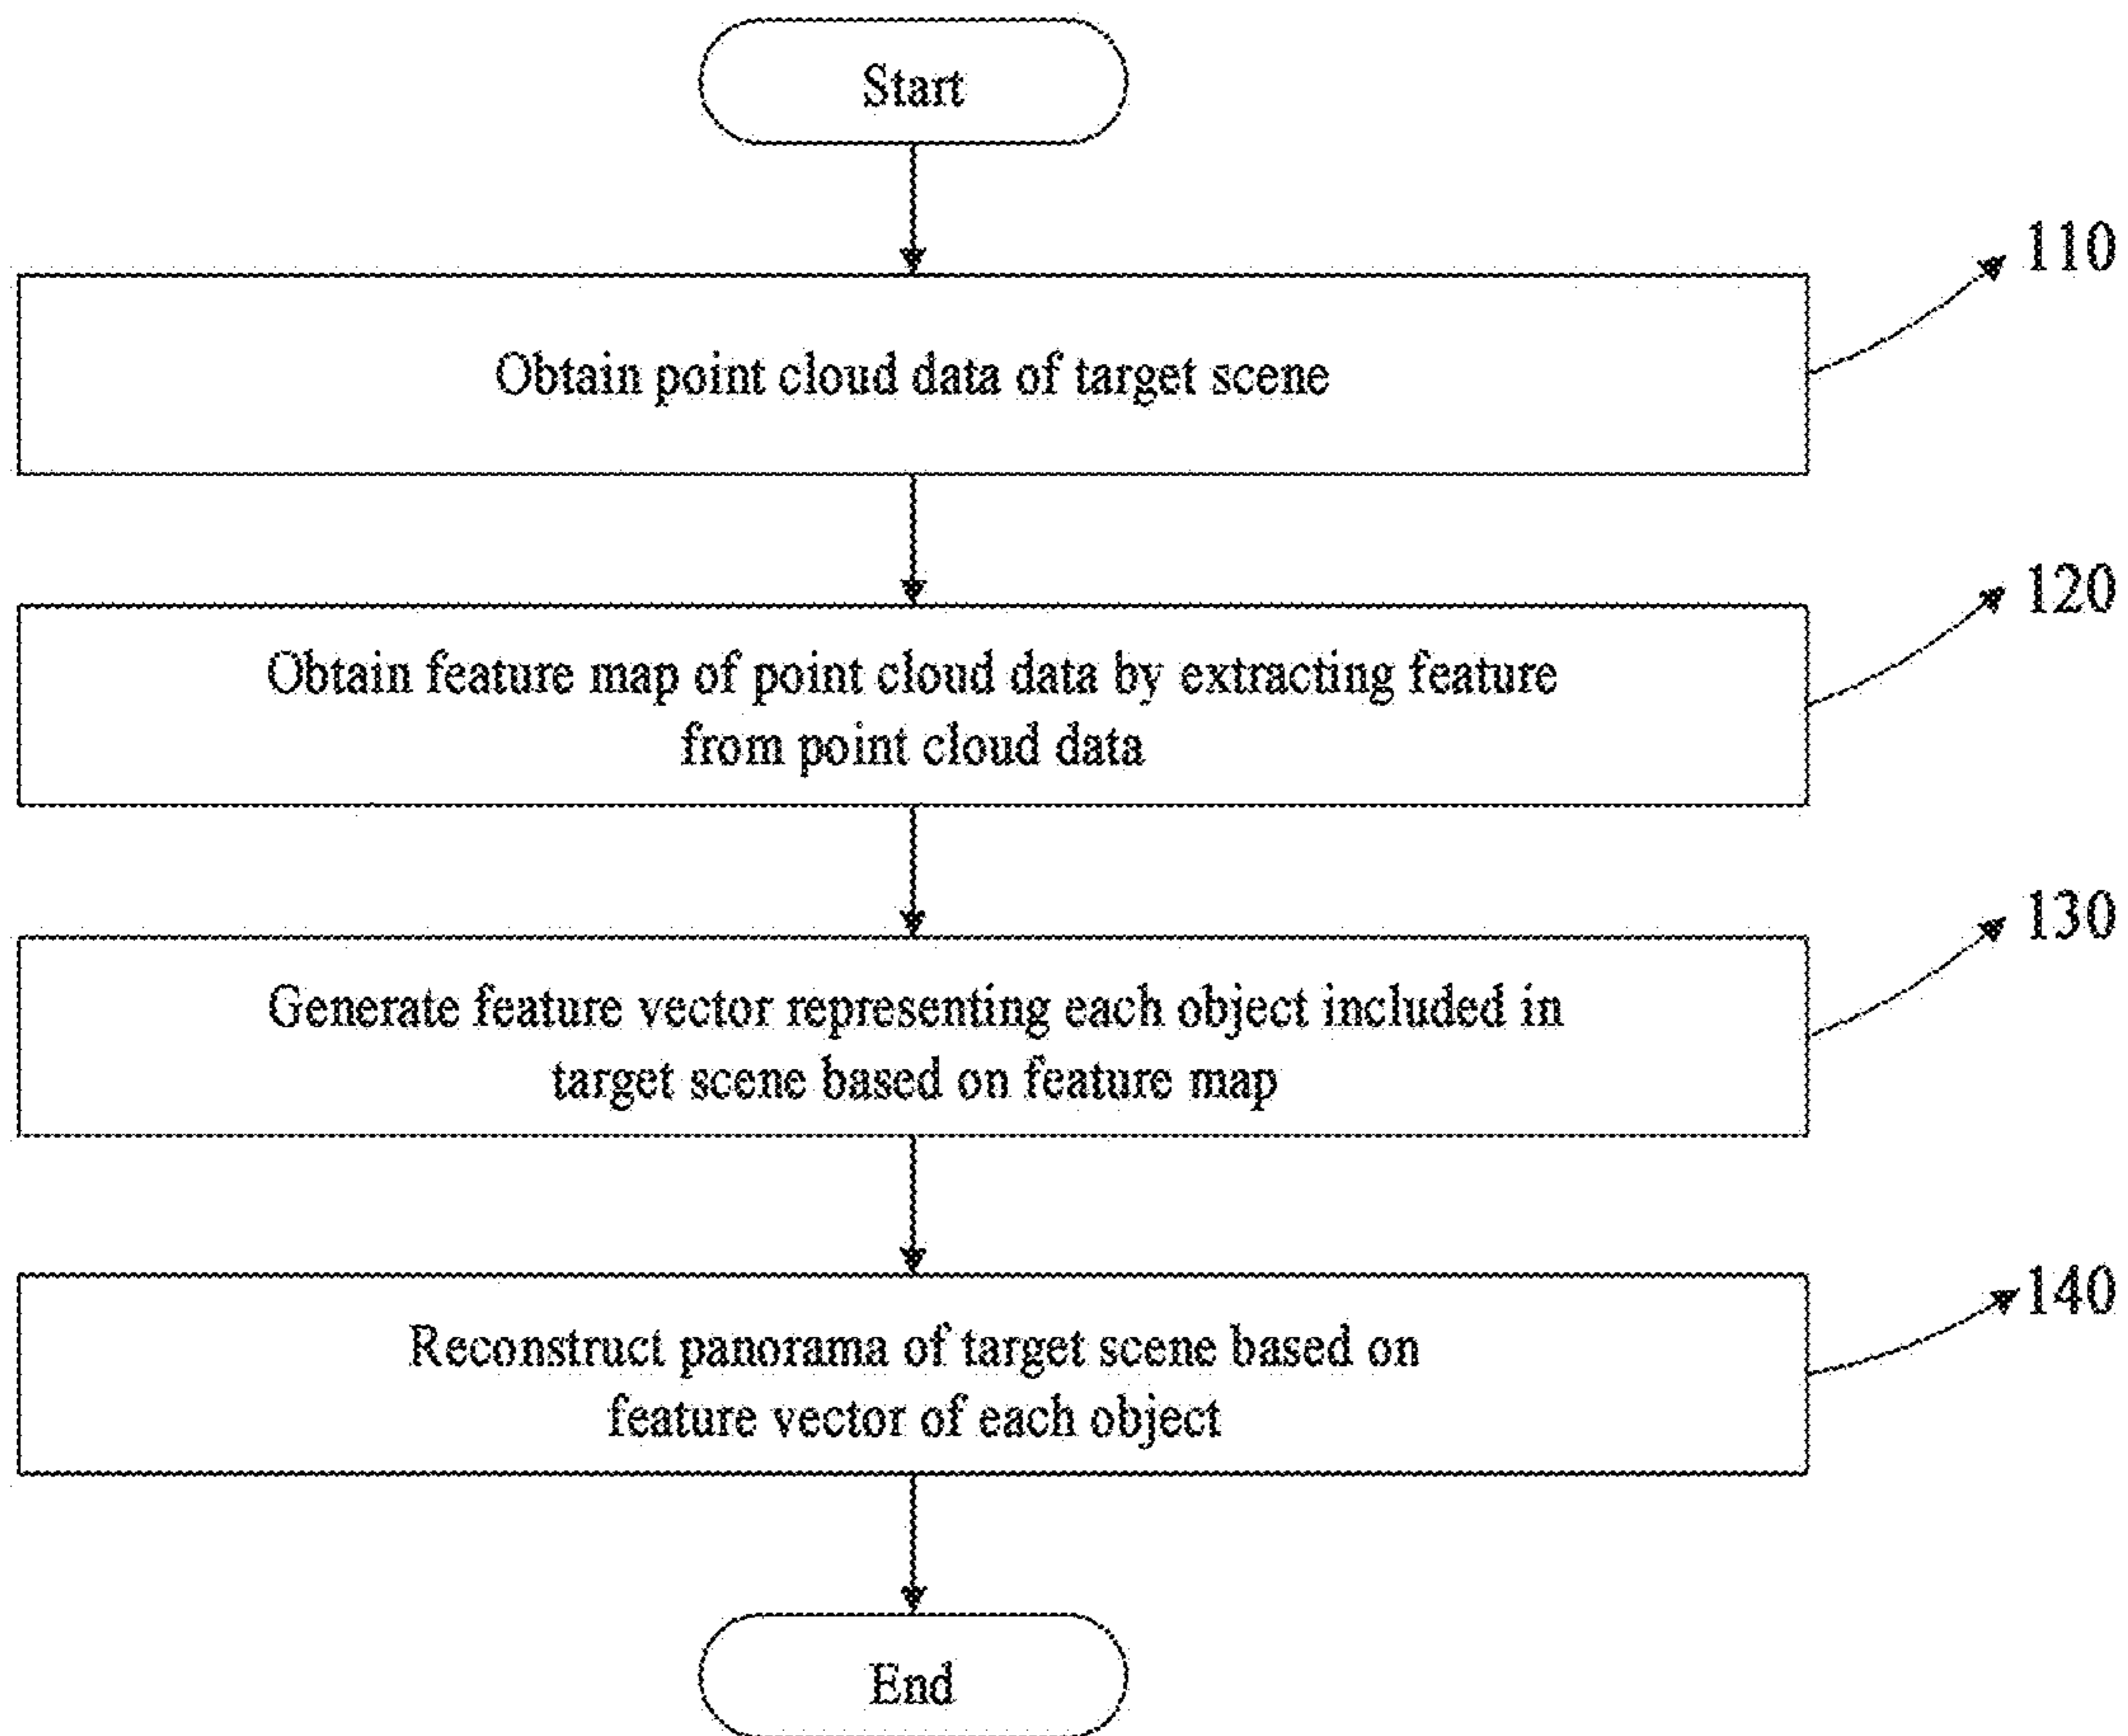 Start
110
Obtain point cloud data of target scene
120
Obtain feature map of point cloud data by extracting feature
from point cloud data
130
Generate feature vector representing each object included in
target scene based on feature map
140
Reconstruct panorama of target scene based on
feature vector of each object
End